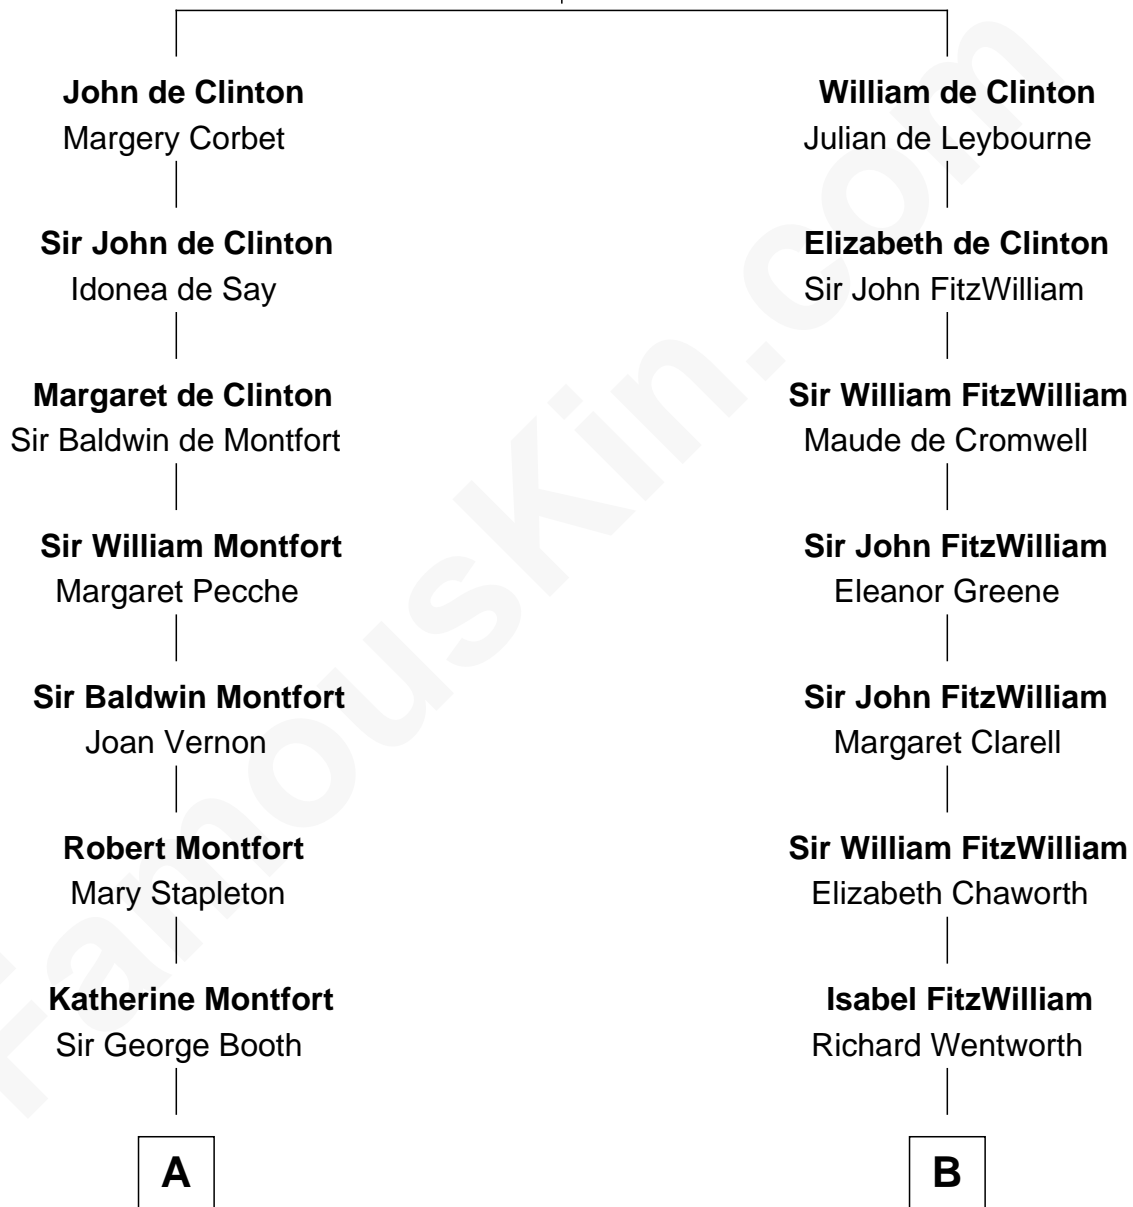 John de Clinton
Margery Corbet
Sir John de Clinton
Idonea de Say
Margaret de Clinton
Sir Baldwin de Montfort
Sir William Montfort
Margaret Pecche
Sir Baldwin Montfort
Joan Vernon
Robert Montfort
Mary Stapleton
Katherine Montfort
Sir George Booth
A
William de Clinton
Julian de Leybourne
Elizabeth de Clinton
Sir John FitzWilliam
Sir William FitzWilliam
Maude de Cromwell
Sir John FitzWilliam
Eleanor Greene
Sir John FitzWilliam
Margaret Clarell
Sir William FitzWilliam
Elizabeth Chaworth
Isabel FitzWilliam
Richard Wentworth
B
FamousKin.com